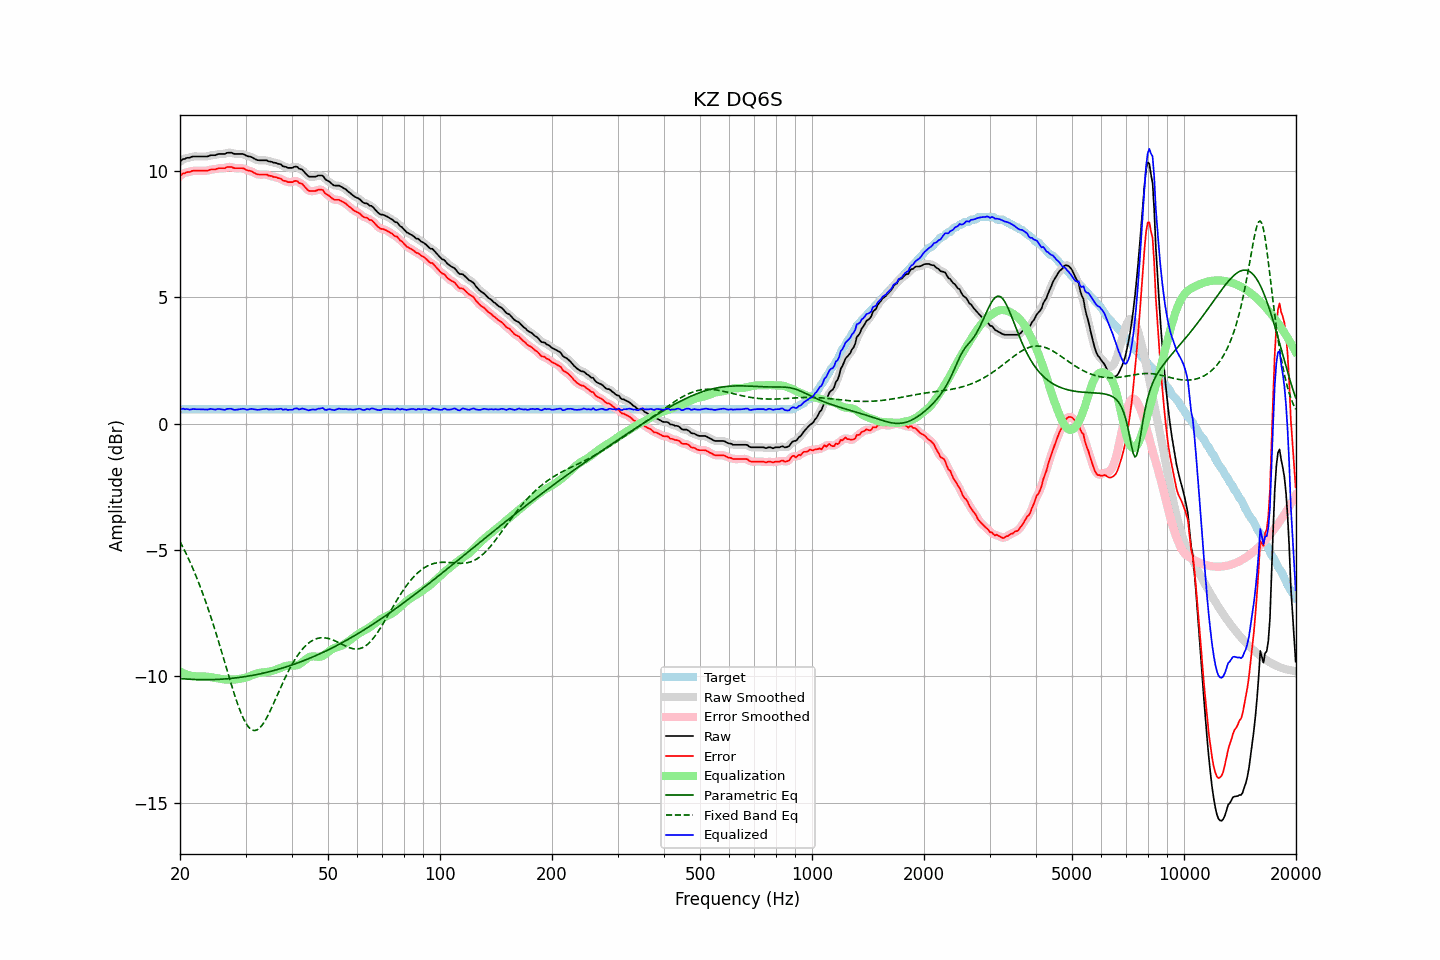 KZ DQ6S
Amplitude (dBr)
10
5
0
−5
−10
−15
Target
Raw Smoothed
Error Smoothed
Raw
Error
Equalization
Parametric Eq
Fixed Band Eq
Equalized
20
50
100
200
500
1000
2000
5000
10000
20000
Frequency (Hz)